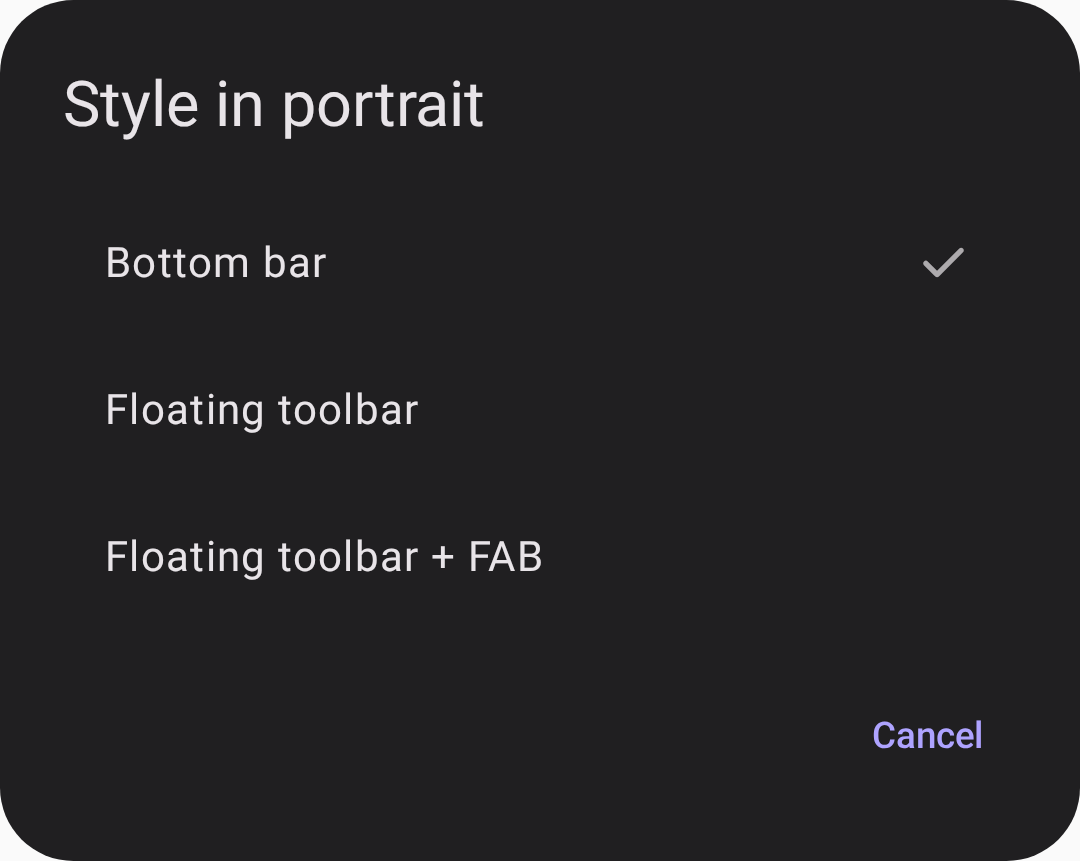 Style in portrait
Bottom bar
Floating toolbar
Floating toolbar + FAB
Cancel